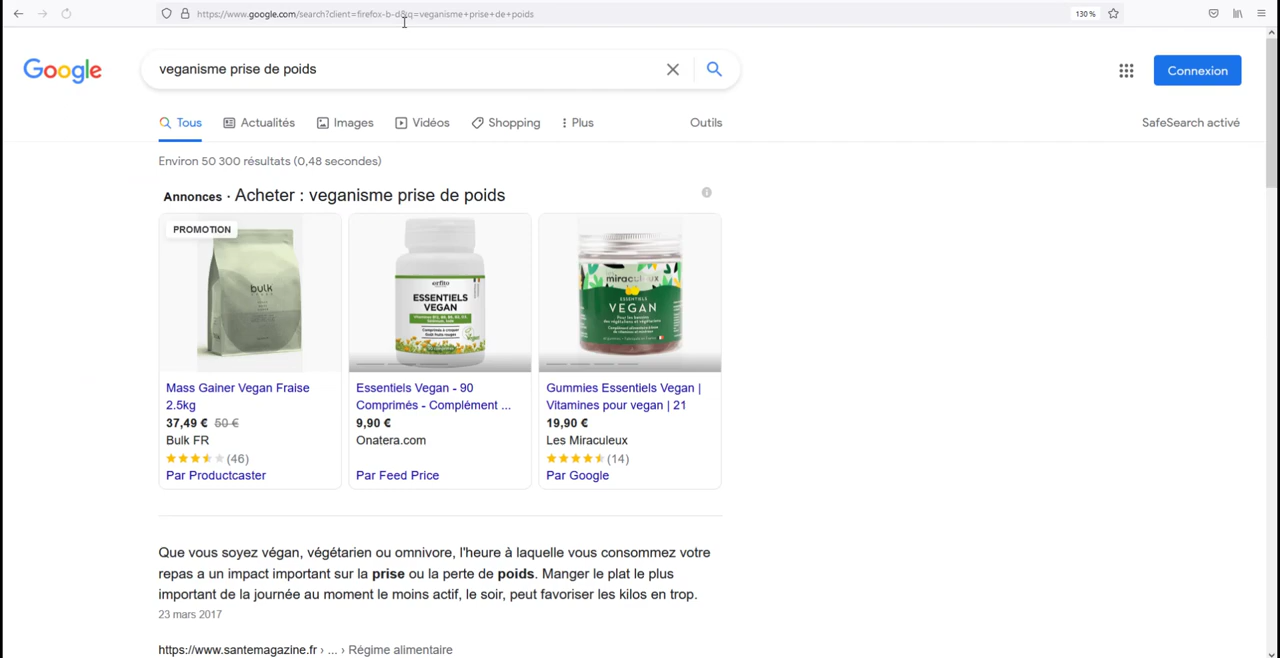 https://www.google.com/search?client=firefox-b-d&q=veganisme+prise+de+poids
130 %
Google
veganisme prise de poids
Connexion
Tous
Actualités
Images
Vidéos
Shopping
Plus
Outils
SafeSearch activé
Environ 50 300 résultats (0,48 secondes)
Annonces · Acheter : veganisme prise de poids
PROMOTION
bulk
Mass Gainer Vegan Fraise
2.5kg
37,49 € 50 €
Bulk FR
(46)
Par Productcaster
erfito
ESSENTIELS
VEGAN
Essentiels Vegan - 90
Comprimés - Complément ...
9,90 €
Onatera.com
Par Feed Price
miraculeux
ESSENTIELS
VEGAN
Gummies Essentiels Vegan |
Vitamines pour vegan | 21
19,90 €
Les Miraculeux
(14)
Par Google
Que vous soyez végan, végétarien ou omnivore, l'heure à laquelle vous consommez votre
repas a un impact important sur la prise ou la perte de poids. Manger le plat le plus
important de la journée au moment le moins actif, le soir, peut favoriser les kilos en trop.
23 mars 2017
https://www.santemagazine.fr › ... › Régime alimentaire